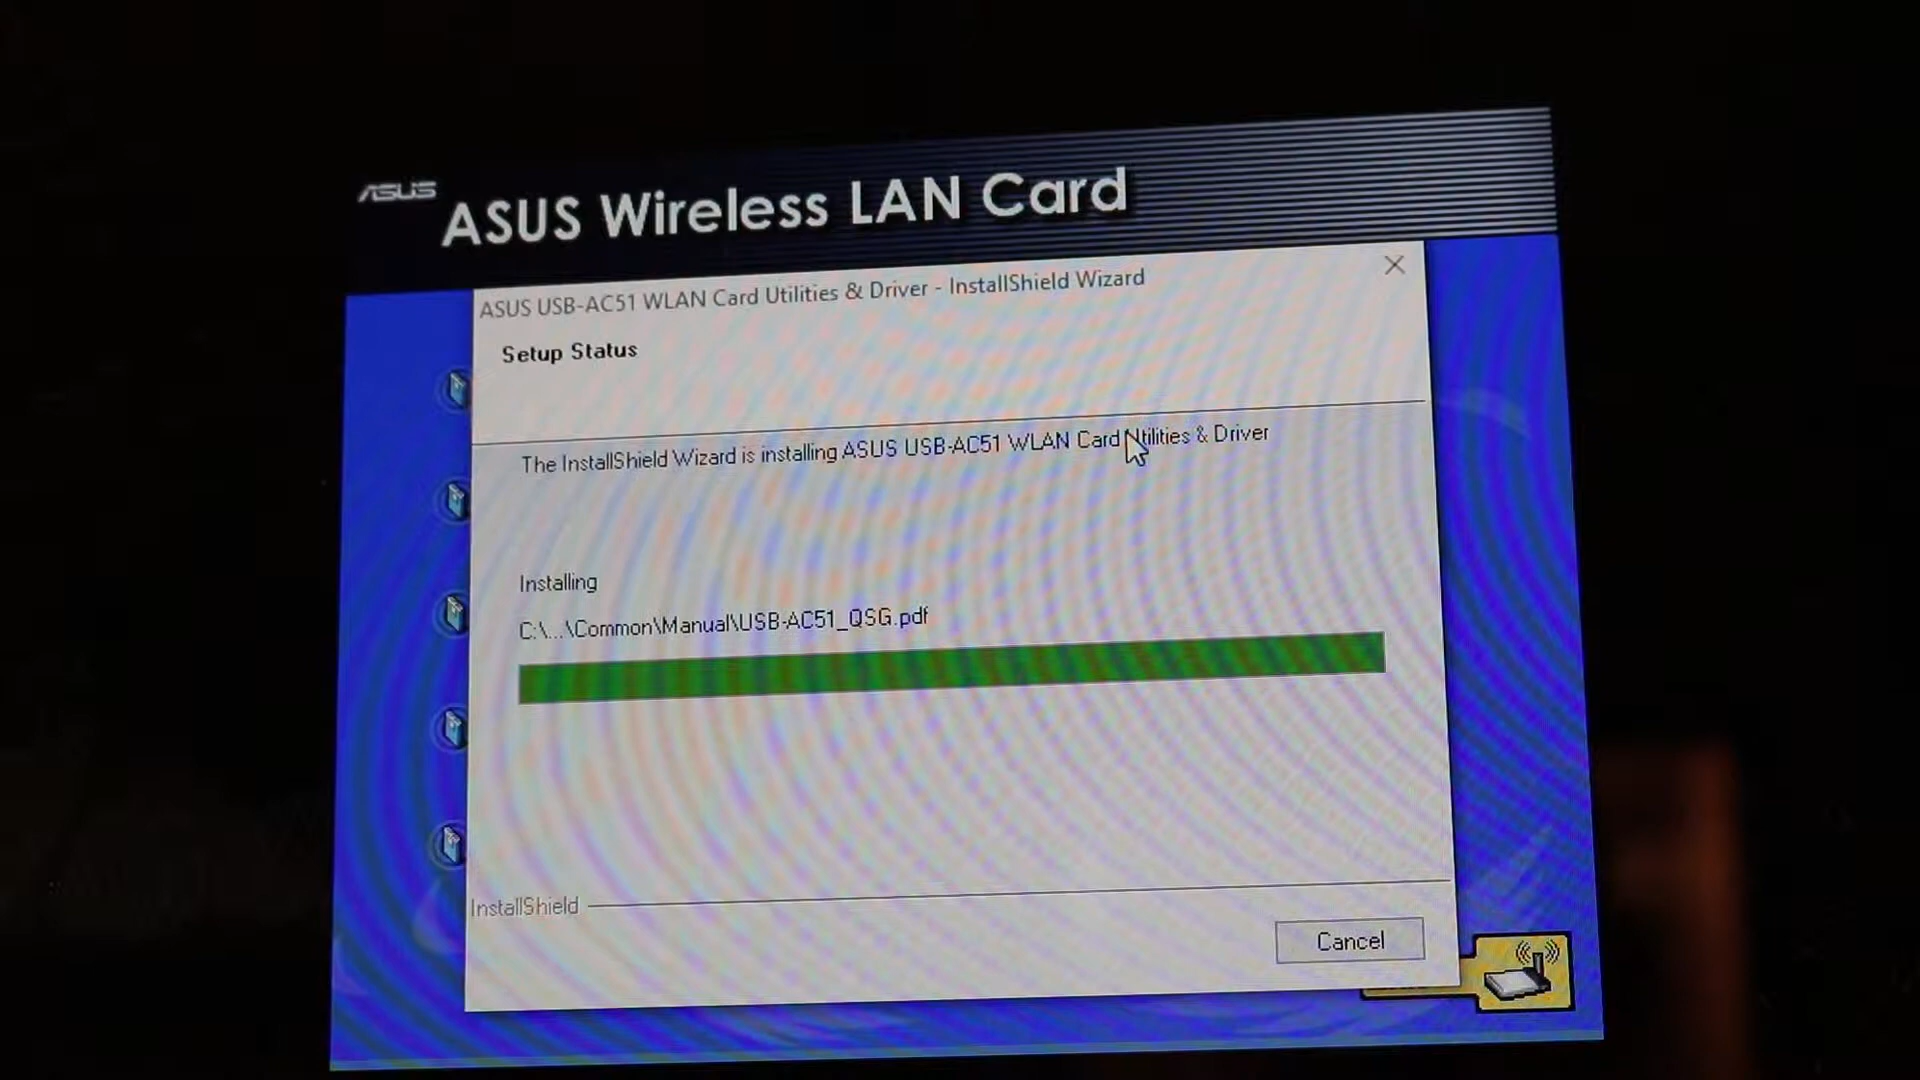 ASUS
ASUS Wireless LAN Card
ASUS USB-AC51 WLAN Card Utilities & Driver - InstallShield Wizard
Setup Status
The InstallShield Wizard is installing ASUS USB-AC51 WLAN Card Utilities & Driver
Installing
C:\...\Common\Manual\USB-AC51_QSG.pdf
InstallShield
Cancel